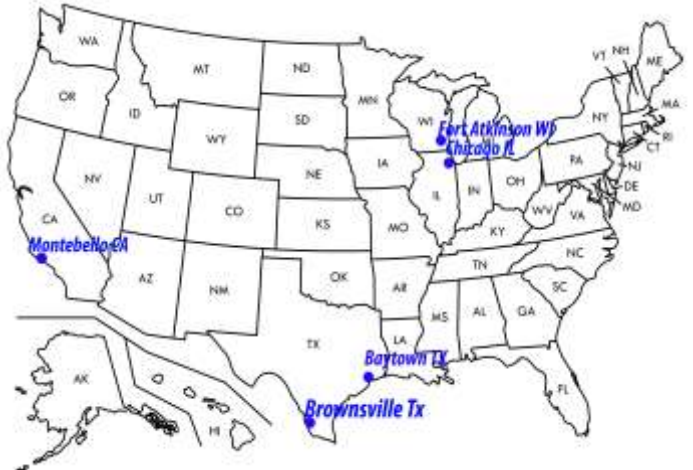 WA
MT
ND
MN
OR
ID
WY
SD
WI
Fort Atkinson WI
Chicago IL
VT
NH
ME
NY
MA
RI
CT
NJ
DE
MD
PA
NV
UT
CO
NE
IA
IL
IN
OH
WV
VA
CA
Montebello CA
KS
MO
KY
AZ
NM
OK
AR
TN
NC
SC
TX
LA
MS
AL
GA
Baytown TX
FL
Brownsville Tx
AK
HI